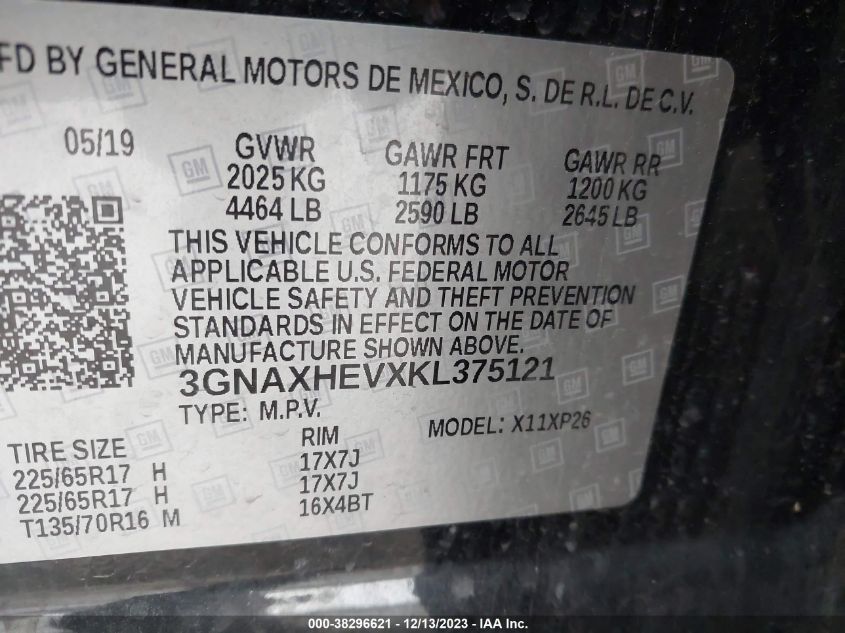 FD BY GENERAL MOTORS DE MEXICO, S. DE R.L. DE C.V.
05/19 GVWR GAWR FRT GAWR RR
2025 KG 1175 KG 1200 KG
4464 LB 2590 LB 2645 LB
THIS VEHICLE CONFORMS TO ALL
APPLICABLE U.S. FEDERAL MOTOR
VEHICLE SAFETY AND THEFT PREVENTION
STANDARDS IN EFFECT ON THE DATE OF
MANUFACTURE SHOWN ABOVE.
3GNAXHEVXKL375121
TYPE: M.P.V. MODEL: X11XP26
TIRE SIZE RIM
225/65R17 H 17X7J
225/65R17 H 17X7J
T135/70R16 M 16X4BT
000-38296621 - 12/13/2023 - IAA Inc.